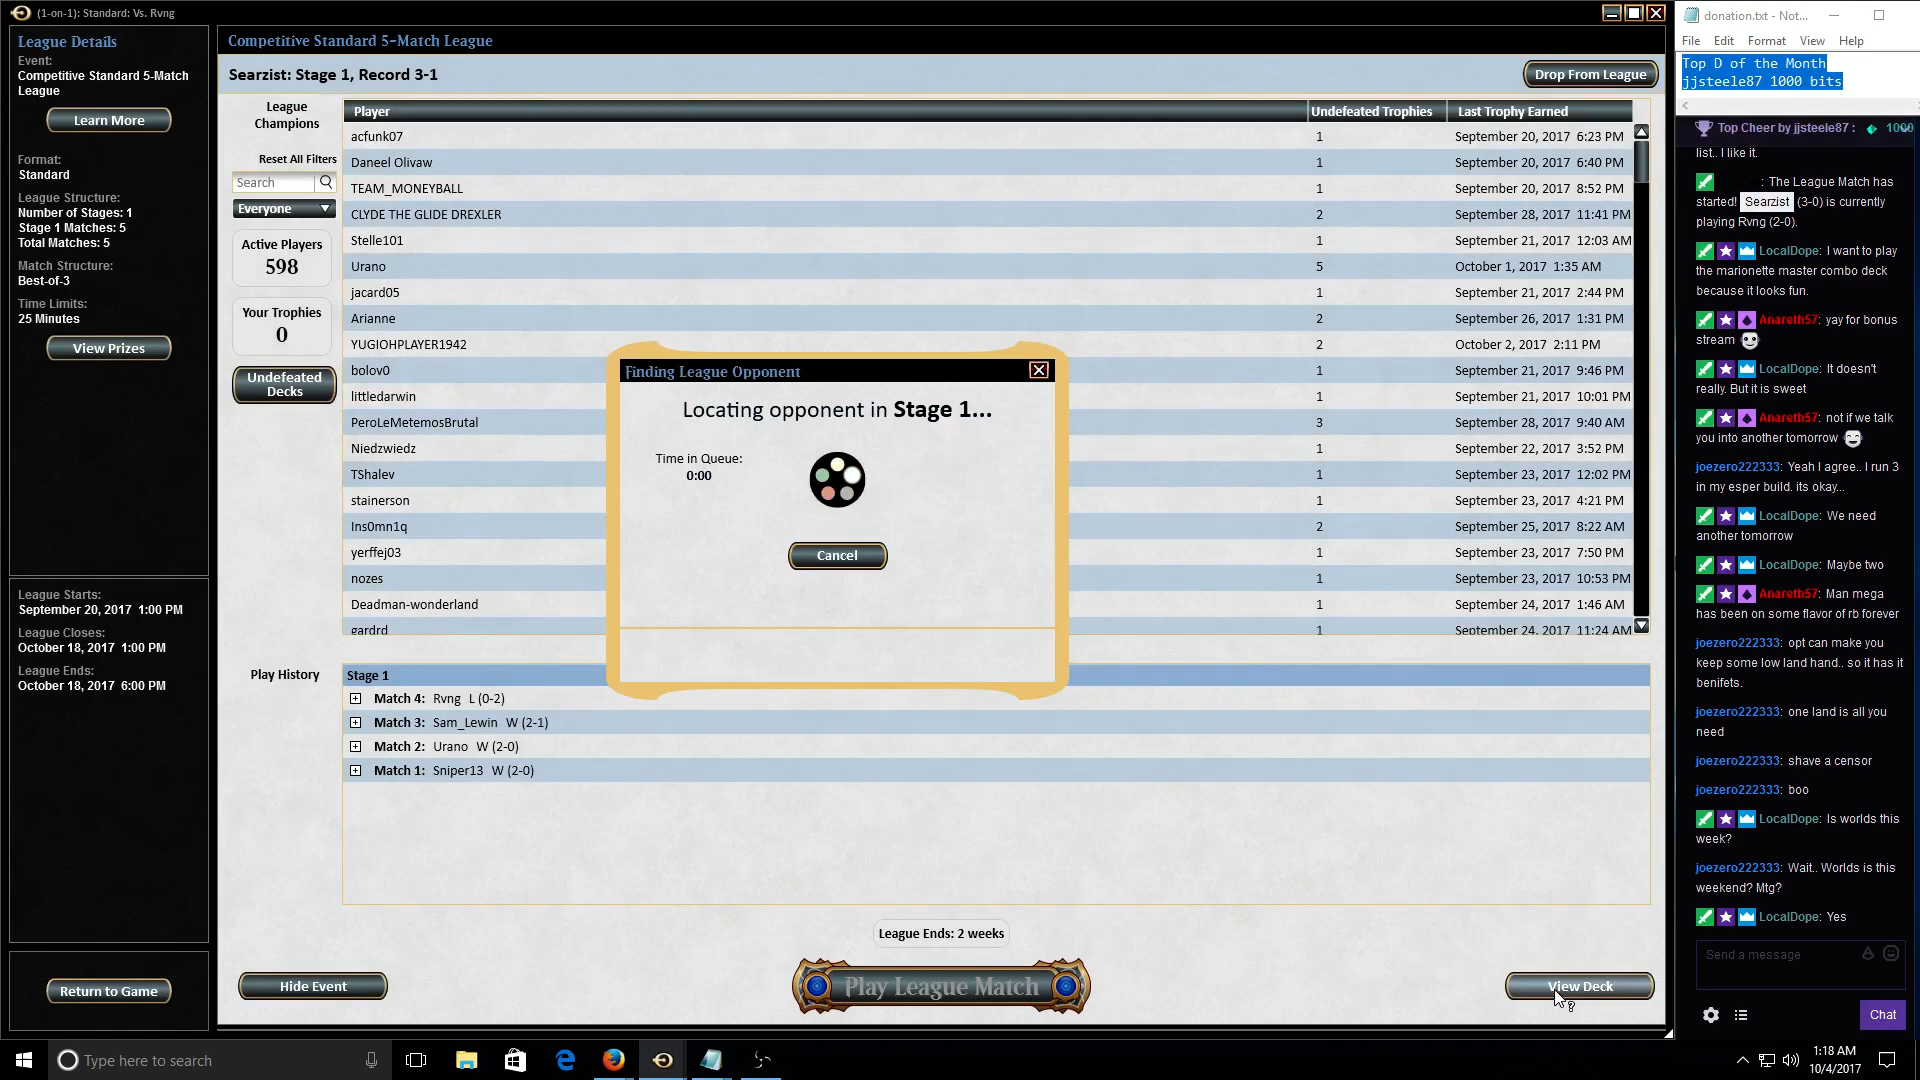 (1-on-1): Standard: Vs. Rvng
League Details
Event:
Competitive Standard 5-Match
League
Learn More
Format:
Standard
League Structure:
Number of Stages: 1
Stage 1 Matches: 5
Total Matches: 5
Match Structure:
Best-of-3
Time Limits:
25 Minutes
View Prizes
League Starts:
September 20, 2017 1:00 PM
League Closes:
October 18, 2017 1:00 PM
League Ends:
October 18, 2017 6:00 PM
Return to Game
Competitive Standard 5-Match League
Searzist: Stage 1, Record 3-1
Drop From League
League
Champions
Reset All Filters
Search
Everyone
Active Players
598
Your Trophies
0
Undefeated
Decks
Player Undefeated Trophies Last Trophy Earned
acfunk07 1 September 20, 2017 6:23 PM
Daneel Olivaw 1 September 20, 2017 6:40 PM
TEAM_MONEYBALL 1 September 20, 2017 8:52 PM
CLYDE THE GLIDE DREXLER 2 September 28, 2017 11:41 PM
Stelle101 1 September 21, 2017 12:03 AM
Urano 5 October 1, 2017 1:35 AM
jacard05 1 September 21, 2017 2:44 PM
Arianne 2 September 26, 2017 1:31 PM
YUGIOHPLAYER1942 2 October 2, 2017 2:11 PM
bolov0 1 September 21, 2017 9:46 PM
littledarwin 1 September 21, 2017 10:01 PM
PeroLeMetemosBrutal 3 September 28, 2017 9:40 AM
Niedzwiedz 1 September 22, 2017 3:52 PM
TShalev 1 September 23, 2017 12:02 PM
stainerson 1 September 23, 2017 4:21 PM
Ins0mn1q 2 September 25, 2017 8:22 AM
yerffej03 1 September 23, 2017 7:50 PM
nozes 1 September 23, 2017 10:53 PM
Deadman-wonderland 1 September 24, 2017 1:46 AM
gardrd 1 September 24, 2017 11:24 AM
Finding League Opponent
Locating opponent in Stage 1...
Time in Queue:
0:00
Cancel
Play History
Stage 1
Match 4: Rvng L (0-2)
Match 3: Sam_Lewin W (2-1)
Match 2: Urano W (2-0)
Match 1: Sniper13 W (2-0)
League Ends: 2 weeks
Hide Event
Play League Match
View Deck
donation.txt - Not...
File Edit Format View Help
Top D of the Month
jjsteele87 1000 bits
Top Cheer by jjsteele87 : 1000
list.. I like it.
: The League Match has
started! Searzist (3-0) is currently
playing Rvng (2-0).
LocalDope: I want to play
the marionette master combo deck
because it looks fun.
Anareth57: yay for bonus
stream
LocalDope: It doesn't
really. But it is sweet
Anareth57: not if we talk
you into another tomorrow
joezero222333: Yeah I agree.. I run 3
in my esper build. its okay...
LocalDope: We need
another tomorrow
LocalDope: Maybe two
Anareth57: Man mega
has been on some flavor of rb forever
joezero222333: opt can make you
keep some low land hand.. so it has it
benifets.
joezero222333: one land is all you
need
joezero222333: shave a censor
joezero222333: boo
LocalDope: Is worlds this
week?
joezero222333: Wait.. Worlds is this
weekend? Mtg?
LocalDope: Yes
Send a message
Chat
Type here to search
1:18 AM
10/4/2017